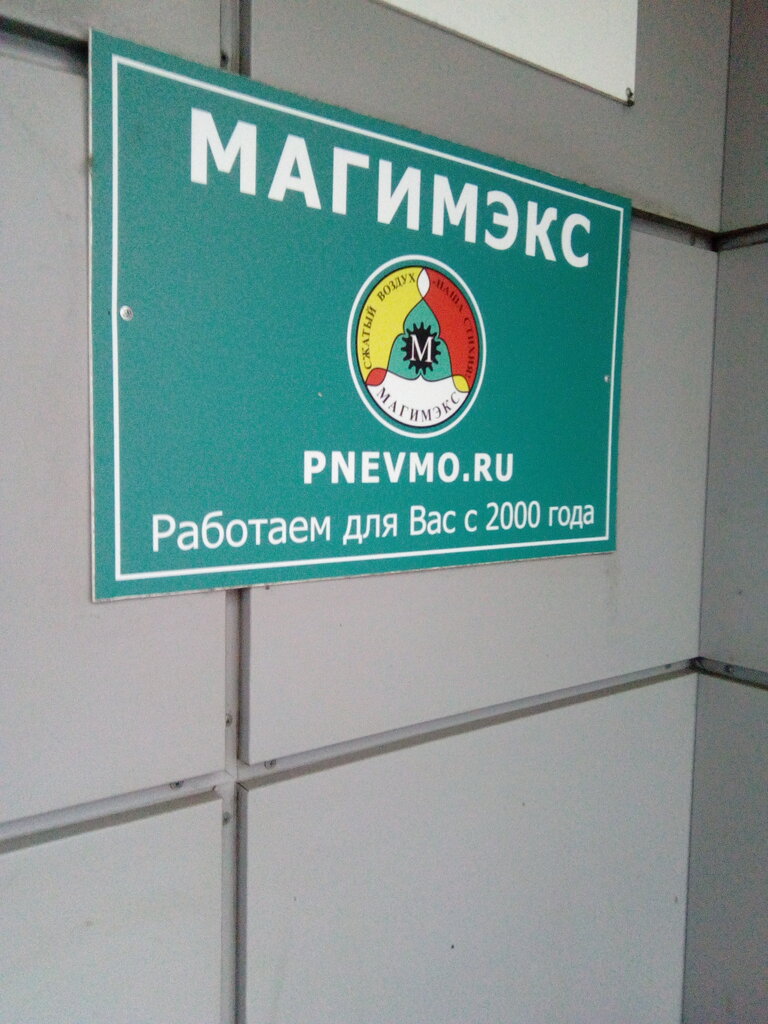 МАГИМЭКС
СЖАТЫЙ ВОЗДУХ - НАША СТИХИЯ!
М
МАГИМЭКС
PNEVMO.RU
Работаем для Вас с 2000 года